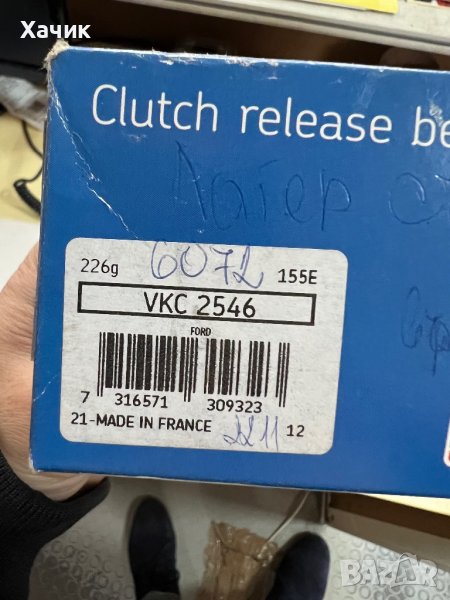 Хачик
Clutch release be
Лагер
226g 6072 155E
VKC 2546
FORD
7 316571 309323
21-MADE IN FRANCE 2211 12
BAZAR